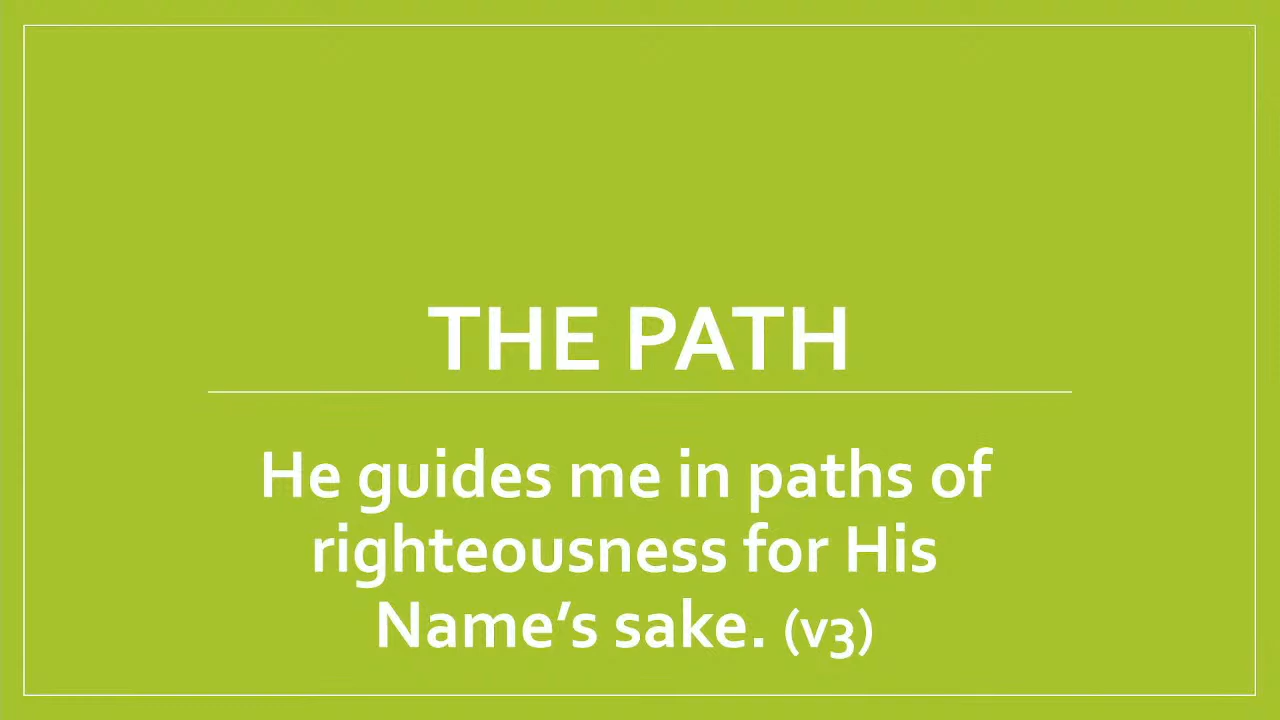 THE PATH
He guides me in paths of
righteousness for His
Name’s sake. (v3)